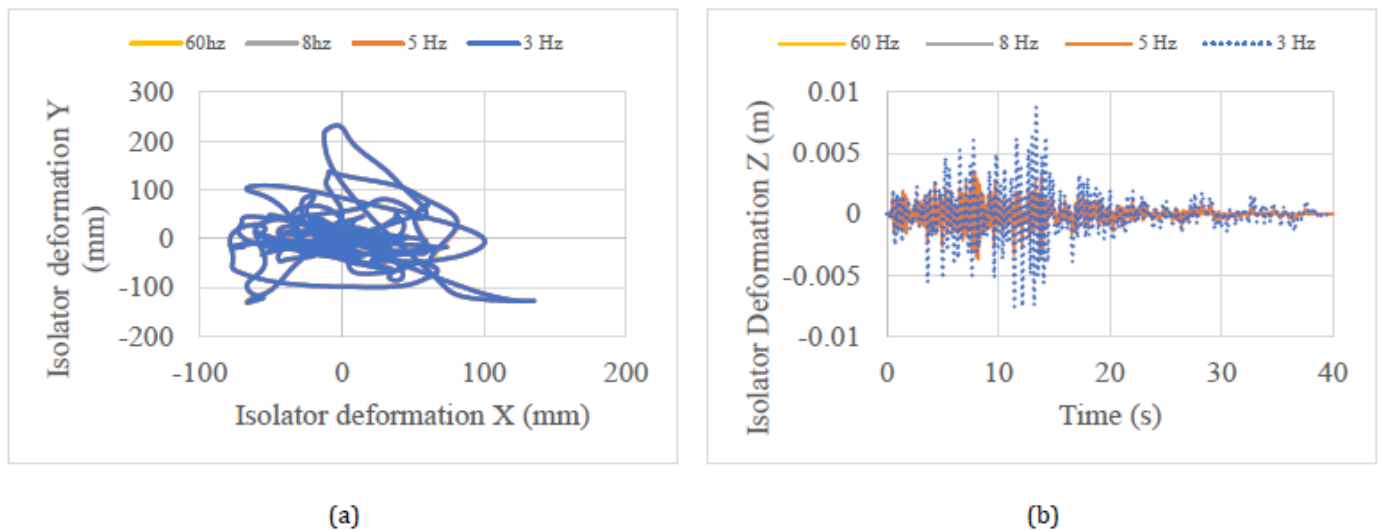 60hz 8hz 5 Hz 3 Hz
Isolator deformation Y
(mm)
300
200
100
0
-100
-200
-100 0 100 200
Isolator deformation X (mm)
(a)
60 Hz 8 Hz 5 Hz 3 Hz
Isolator Deformation Z (m)
0.01
0.005
0
-0.005
-0.01
0 10 20 30 40
Time (s)
(b)